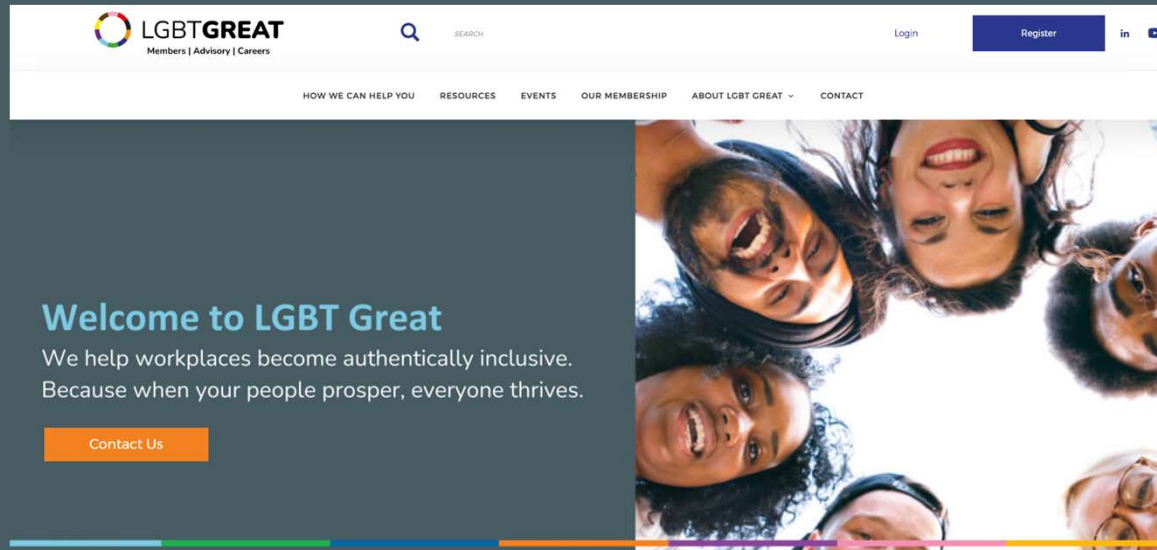 LGBTGREAT
Members | Advisory | Careers
SEARCH
Login
Register
in
HOW WE CAN HELP YOU
RESOURCES
EVENTS
OUR MEMBERSHIP
ABOUT LGBT GREAT
CONTACT
Welcome to LGBT Great
We help workplaces become authentically inclusive.
Because when your people prosper, everyone thrives.
Contact Us